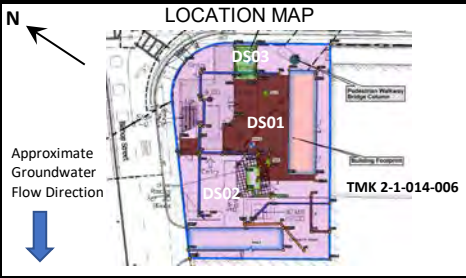 N
LOCATION MAP
DS03
Pedestrian Walkway
Bridge Column
DS01
Building Footprint
Approximate
Groundwater
Flow Direction
DS02
TMK 2-1-014-006